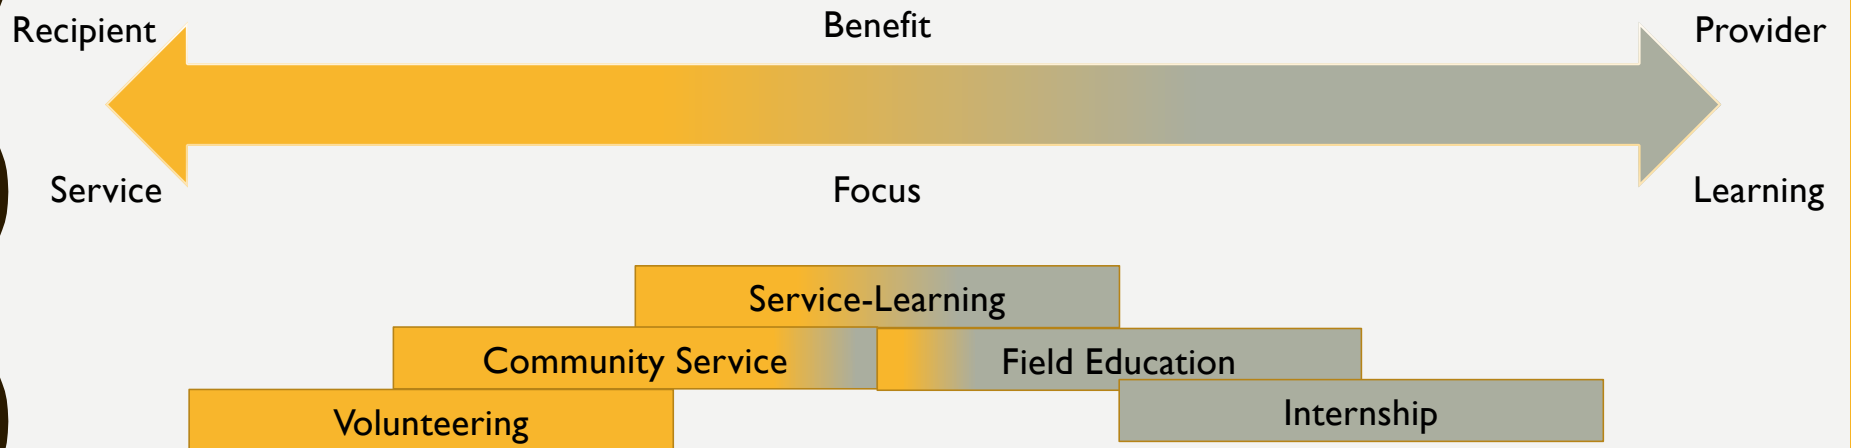 Recipient
Benefit
Provider
Service
Focus
Learning
Service-Learning
Community Service
Field Education
Volunteering
Internship